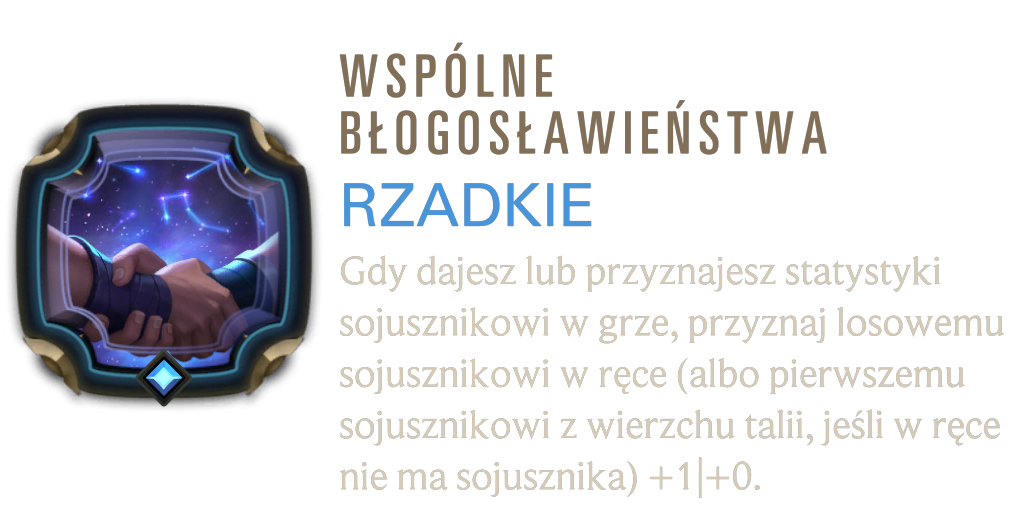 WSPÓLNE
BŁOGOSŁAWIEŃSTWA
RZADKIE
Gdy dajesz lub przyznajesz statystyki
sojusznikowi w grze, przyznaj losowemu
sojusznikowi w ręce (albo pierwszemu
sojusznikowi z wierzchu talii, jeśli w ręce
nie ma sojusznika) +1|+0.